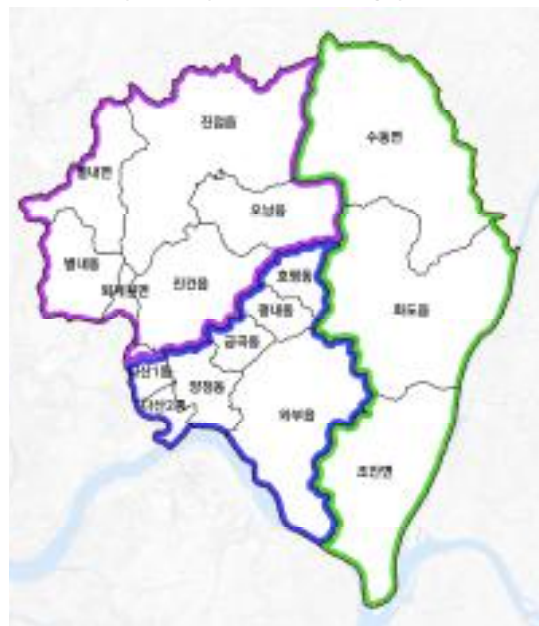 진접읍
수동면
별내면
오남읍
별내동
퇴계원면
진건읍
호평동
평내동
화도읍
금곡동
다산1동
양정동
다산2동
와부읍
조안면